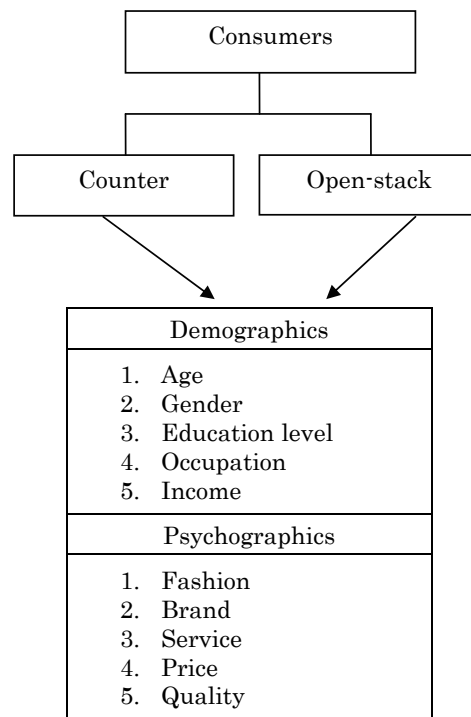 Consumers
Counter
Open-stack
Demographics
1. Age
2. Gender
3. Education level
4. Occupation
5. Income
Psychographics
1. Fashion
2. Brand
3. Service
4. Price
5. Quality